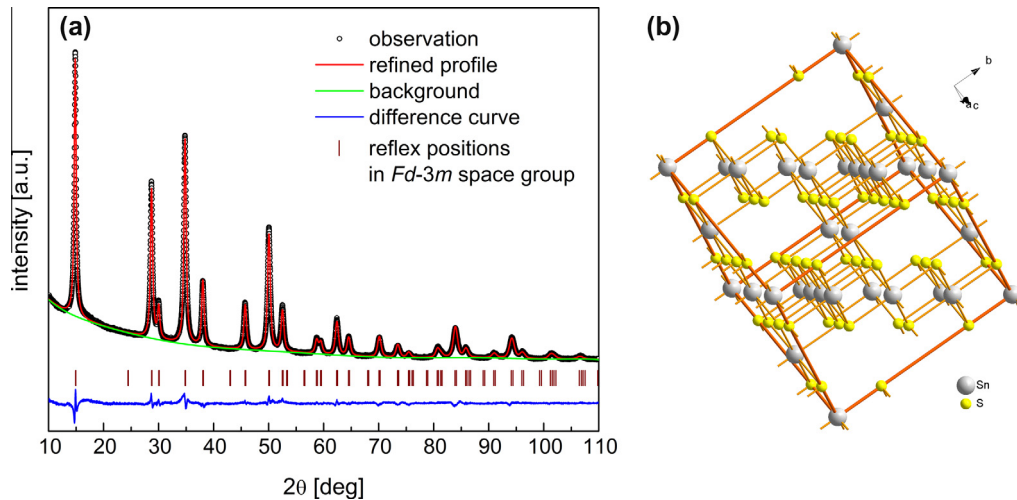 (a)
observation
refined profile
background
difference curve
reflex positions
in Fd-3m space group
intensity [a.u.]
10 20 30 40 50 60 70 80 90 100 110
2θ [deg]
(b)
b
a c
Sn
S